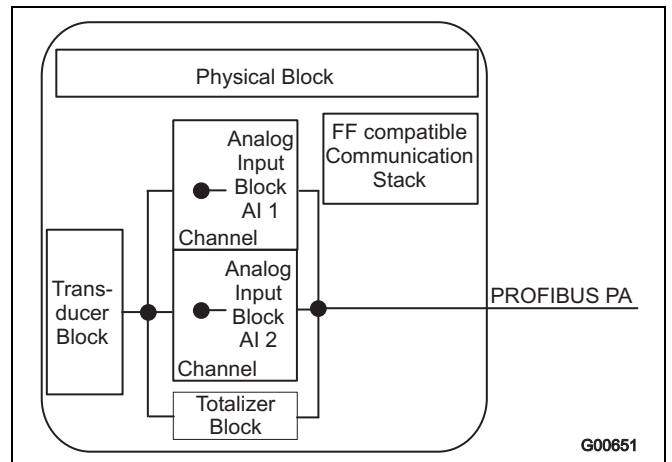 Physical Block
Analog
Input
Block
AI 1
Channel
FF compatible
Communication
Stack
Trans-
ducer
Block
Analog
Input
Block
AI 2
Channel
PROFIBUS PA
Totalizer
Block
G00651